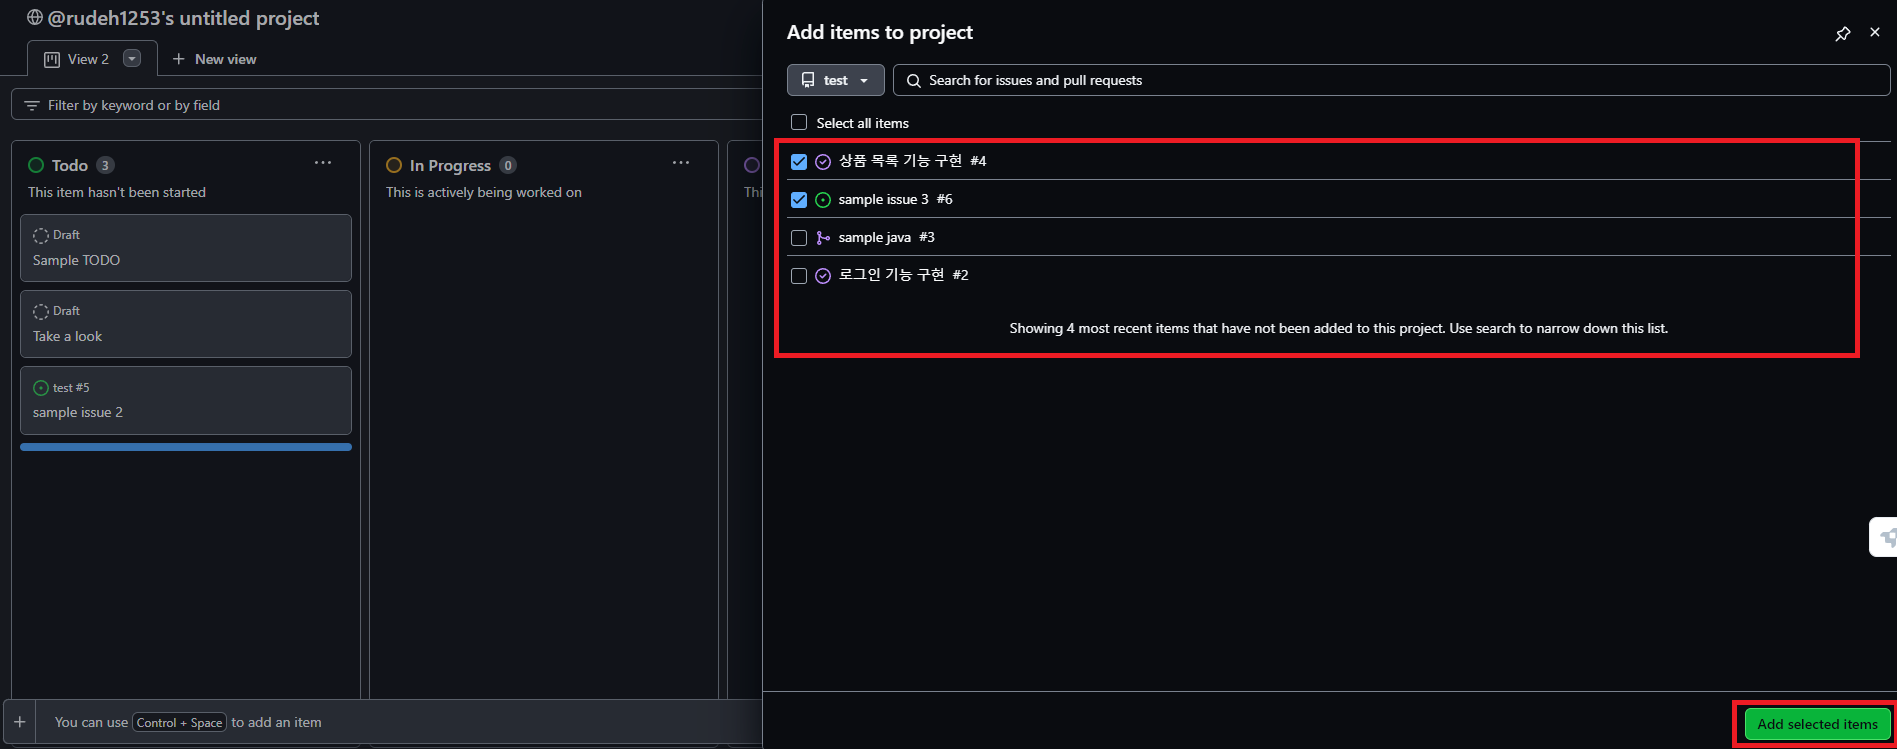 @rudeh1253's untitled project
View 2
New view
Filter by keyword or by field
Todo 3
This item hasn't been started
Draft
Sample TODO
Draft
Take a look
test #5
sample issue 2
In Progress 0
This is actively being worked on
Thi
You can use Control + Space to add an item
Add items to project
test
Search for issues and pull requests
Select all items
상품 목록 기능 구현 #4
sample issue 3 #6
sample java #3
로그인 기능 구현 #2
Showing 4 most recent items that have not been added to this project. Use search to narrow down this list.
Add selected items